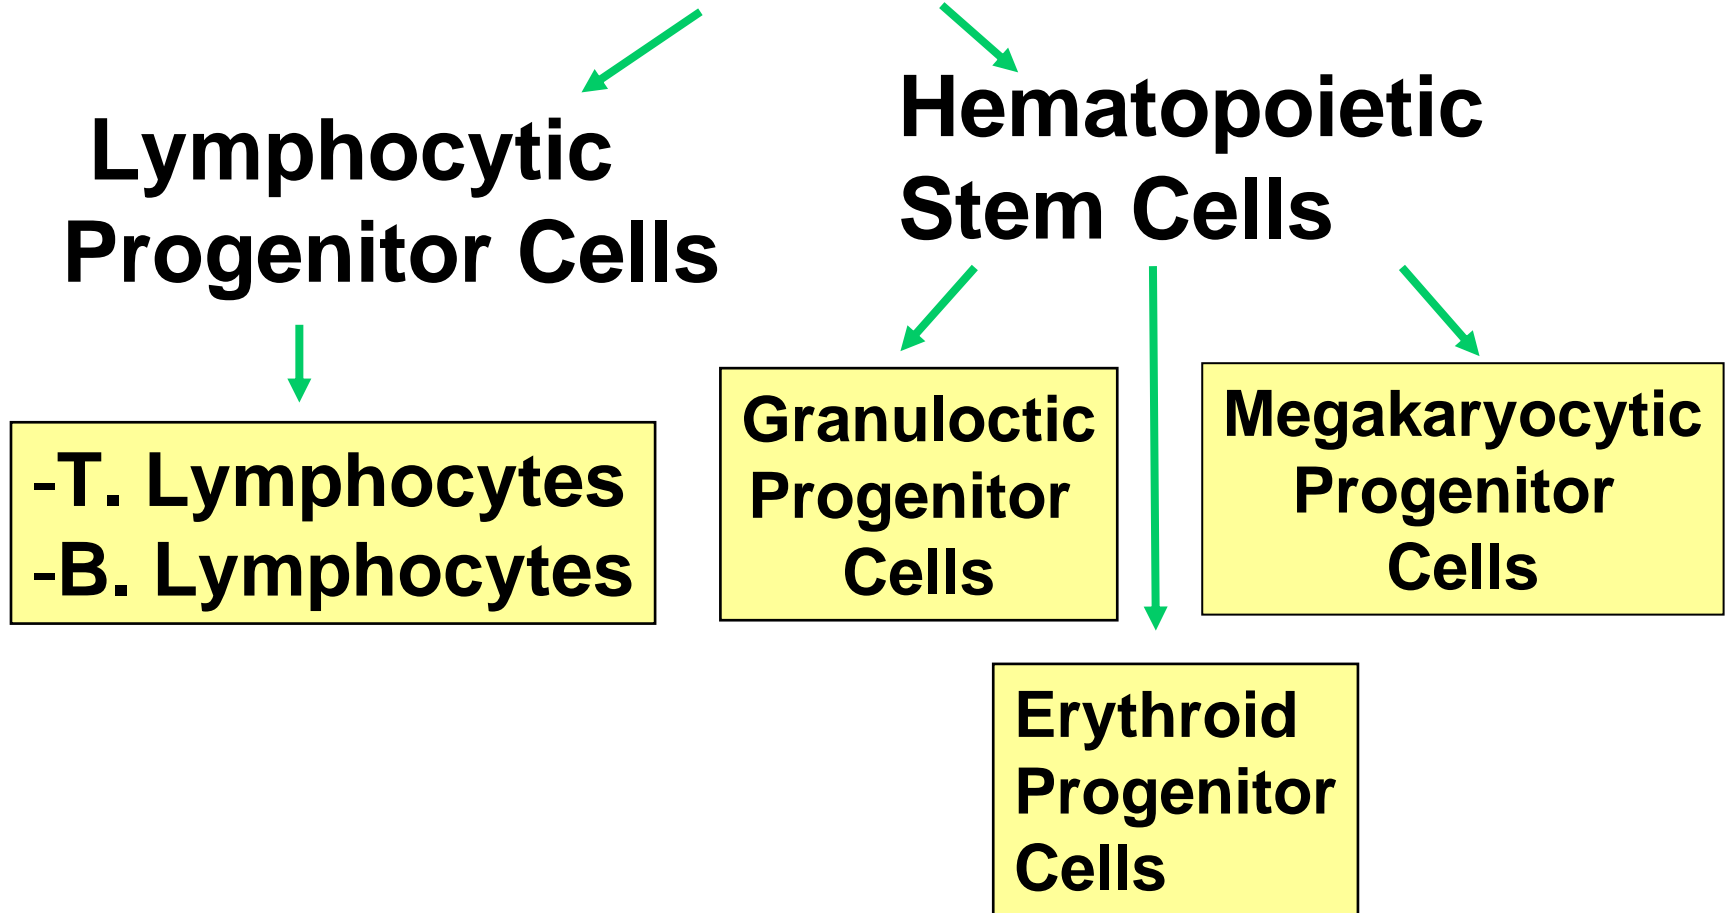 Lymphocytic
Progenitor Cells
Hematopoietic
Stem Cells
-T. Lymphocytes
-B. Lymphocytes
Granuloctic
Progenitor
Cells
Megakaryocytic
Progenitor
Cells
Erythroid
Progenitor
Cells